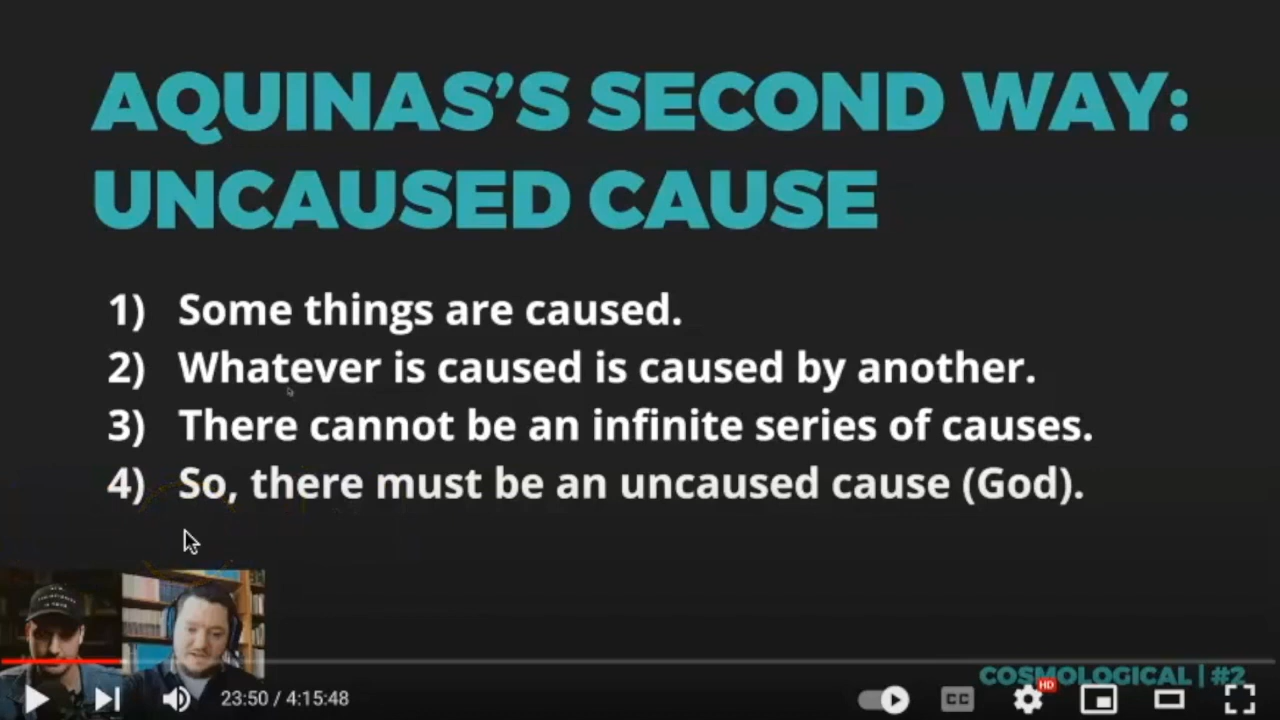 AQUINAS'S SECOND WAY:
UNCAUSED CAUSE
1) Some things are caused.
2) Whatever is caused is caused by another.
3) There cannot be an infinite series of causes.
4) So, there must be an uncaused cause (God).
COSMOLOGICAL | #2
23:50 / 4:15:48
CC
HD